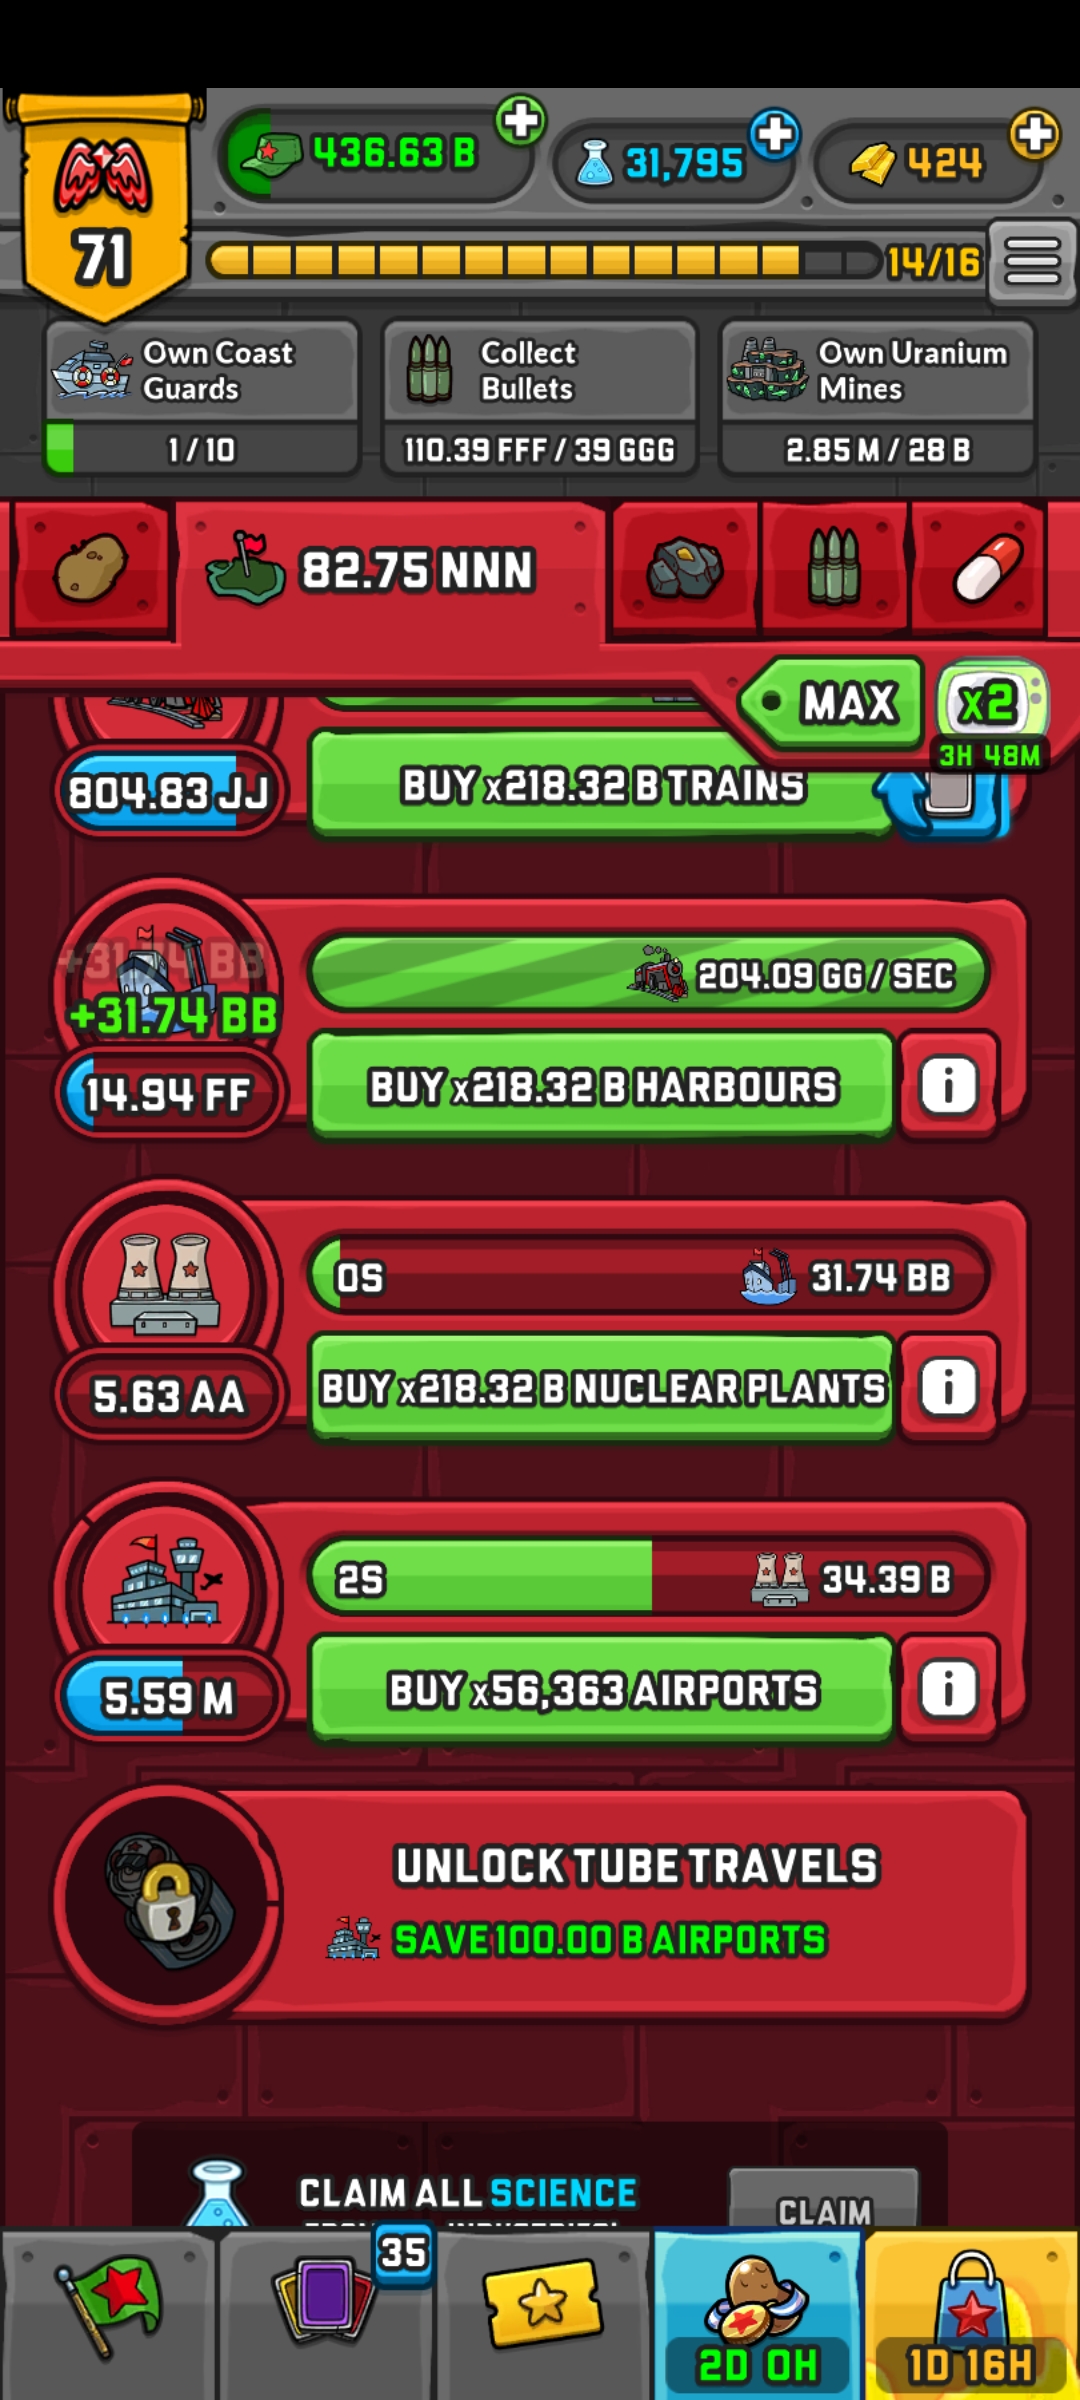 436.63 B
31,795
424
71
14/16
Own Coast
Guards
1/10
Collect
Bullets
110.39 FFF / 39 GGG
Own Uranium
Mines
2.85 M / 28 B
82.75 NNN
MAX
x2
3H 48M
804.83 JJ
BUY x218.32 B TRAINS
+31.74 BB
+31.74 BB
14.94 FF
204.09 GG / SEC
BUY x218.32 B HARBOURS
i
0S
31.74 BB
5.63 AA
BUY x218.32 B NUCLEAR PLANTS
i
2S
34.39 B
5.59 M
BUY x56,363 AIRPORTS
i
UNLOCK TUBE TRAVELS
SAVE 100.00 B AIRPORTS
CLAIM ALL SCIENCE
CLAIM
35
2D 0H
1D 16H